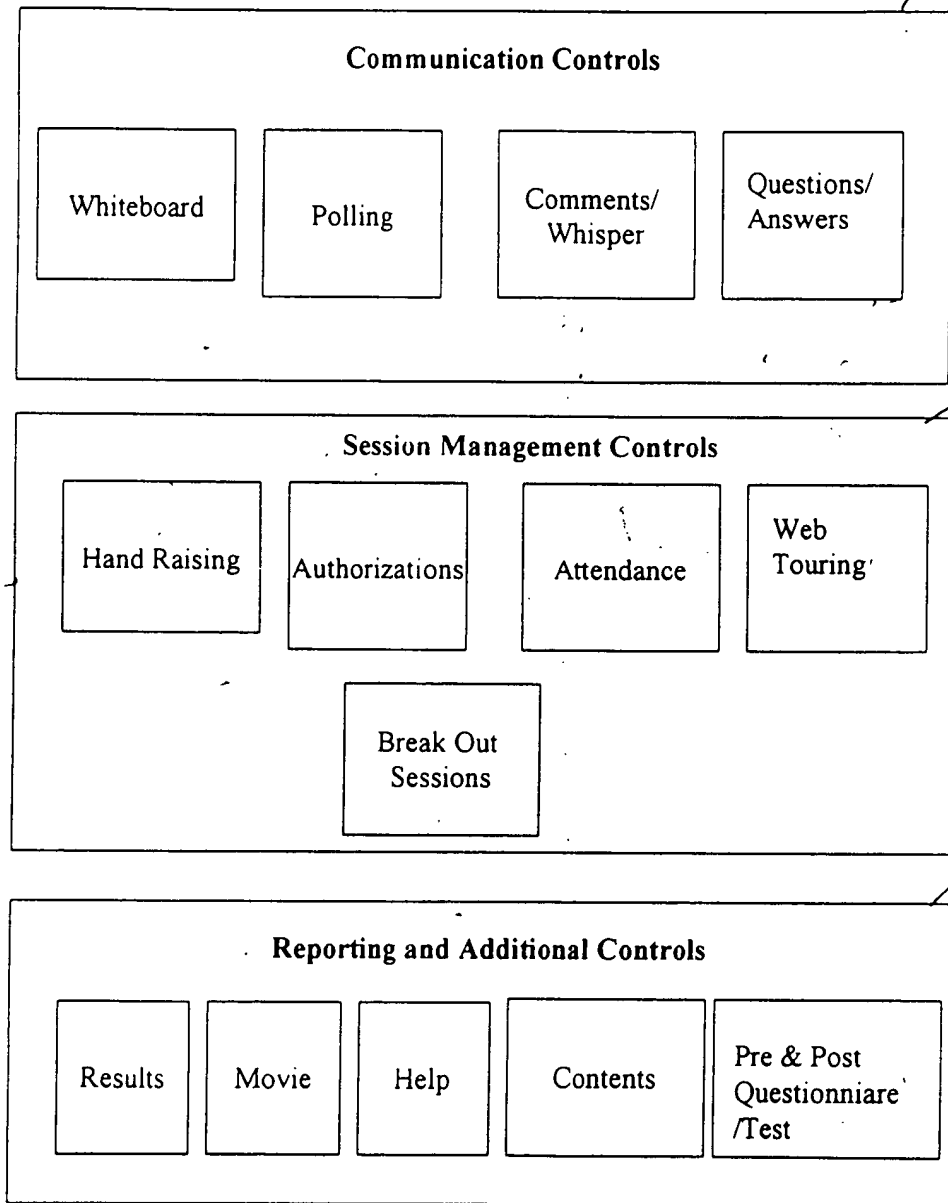 Communication Controls
Whiteboard
Polling
Comments/
Whisper
Questions/
Answers
Session Management Controls
Hand Raising
Authorizations
Attendance
Web
Touring
Break Out
Sessions
Reporting and Additional Controls
Results
Movie
Help
Contents
Pre & Post
Questionniare
/Test